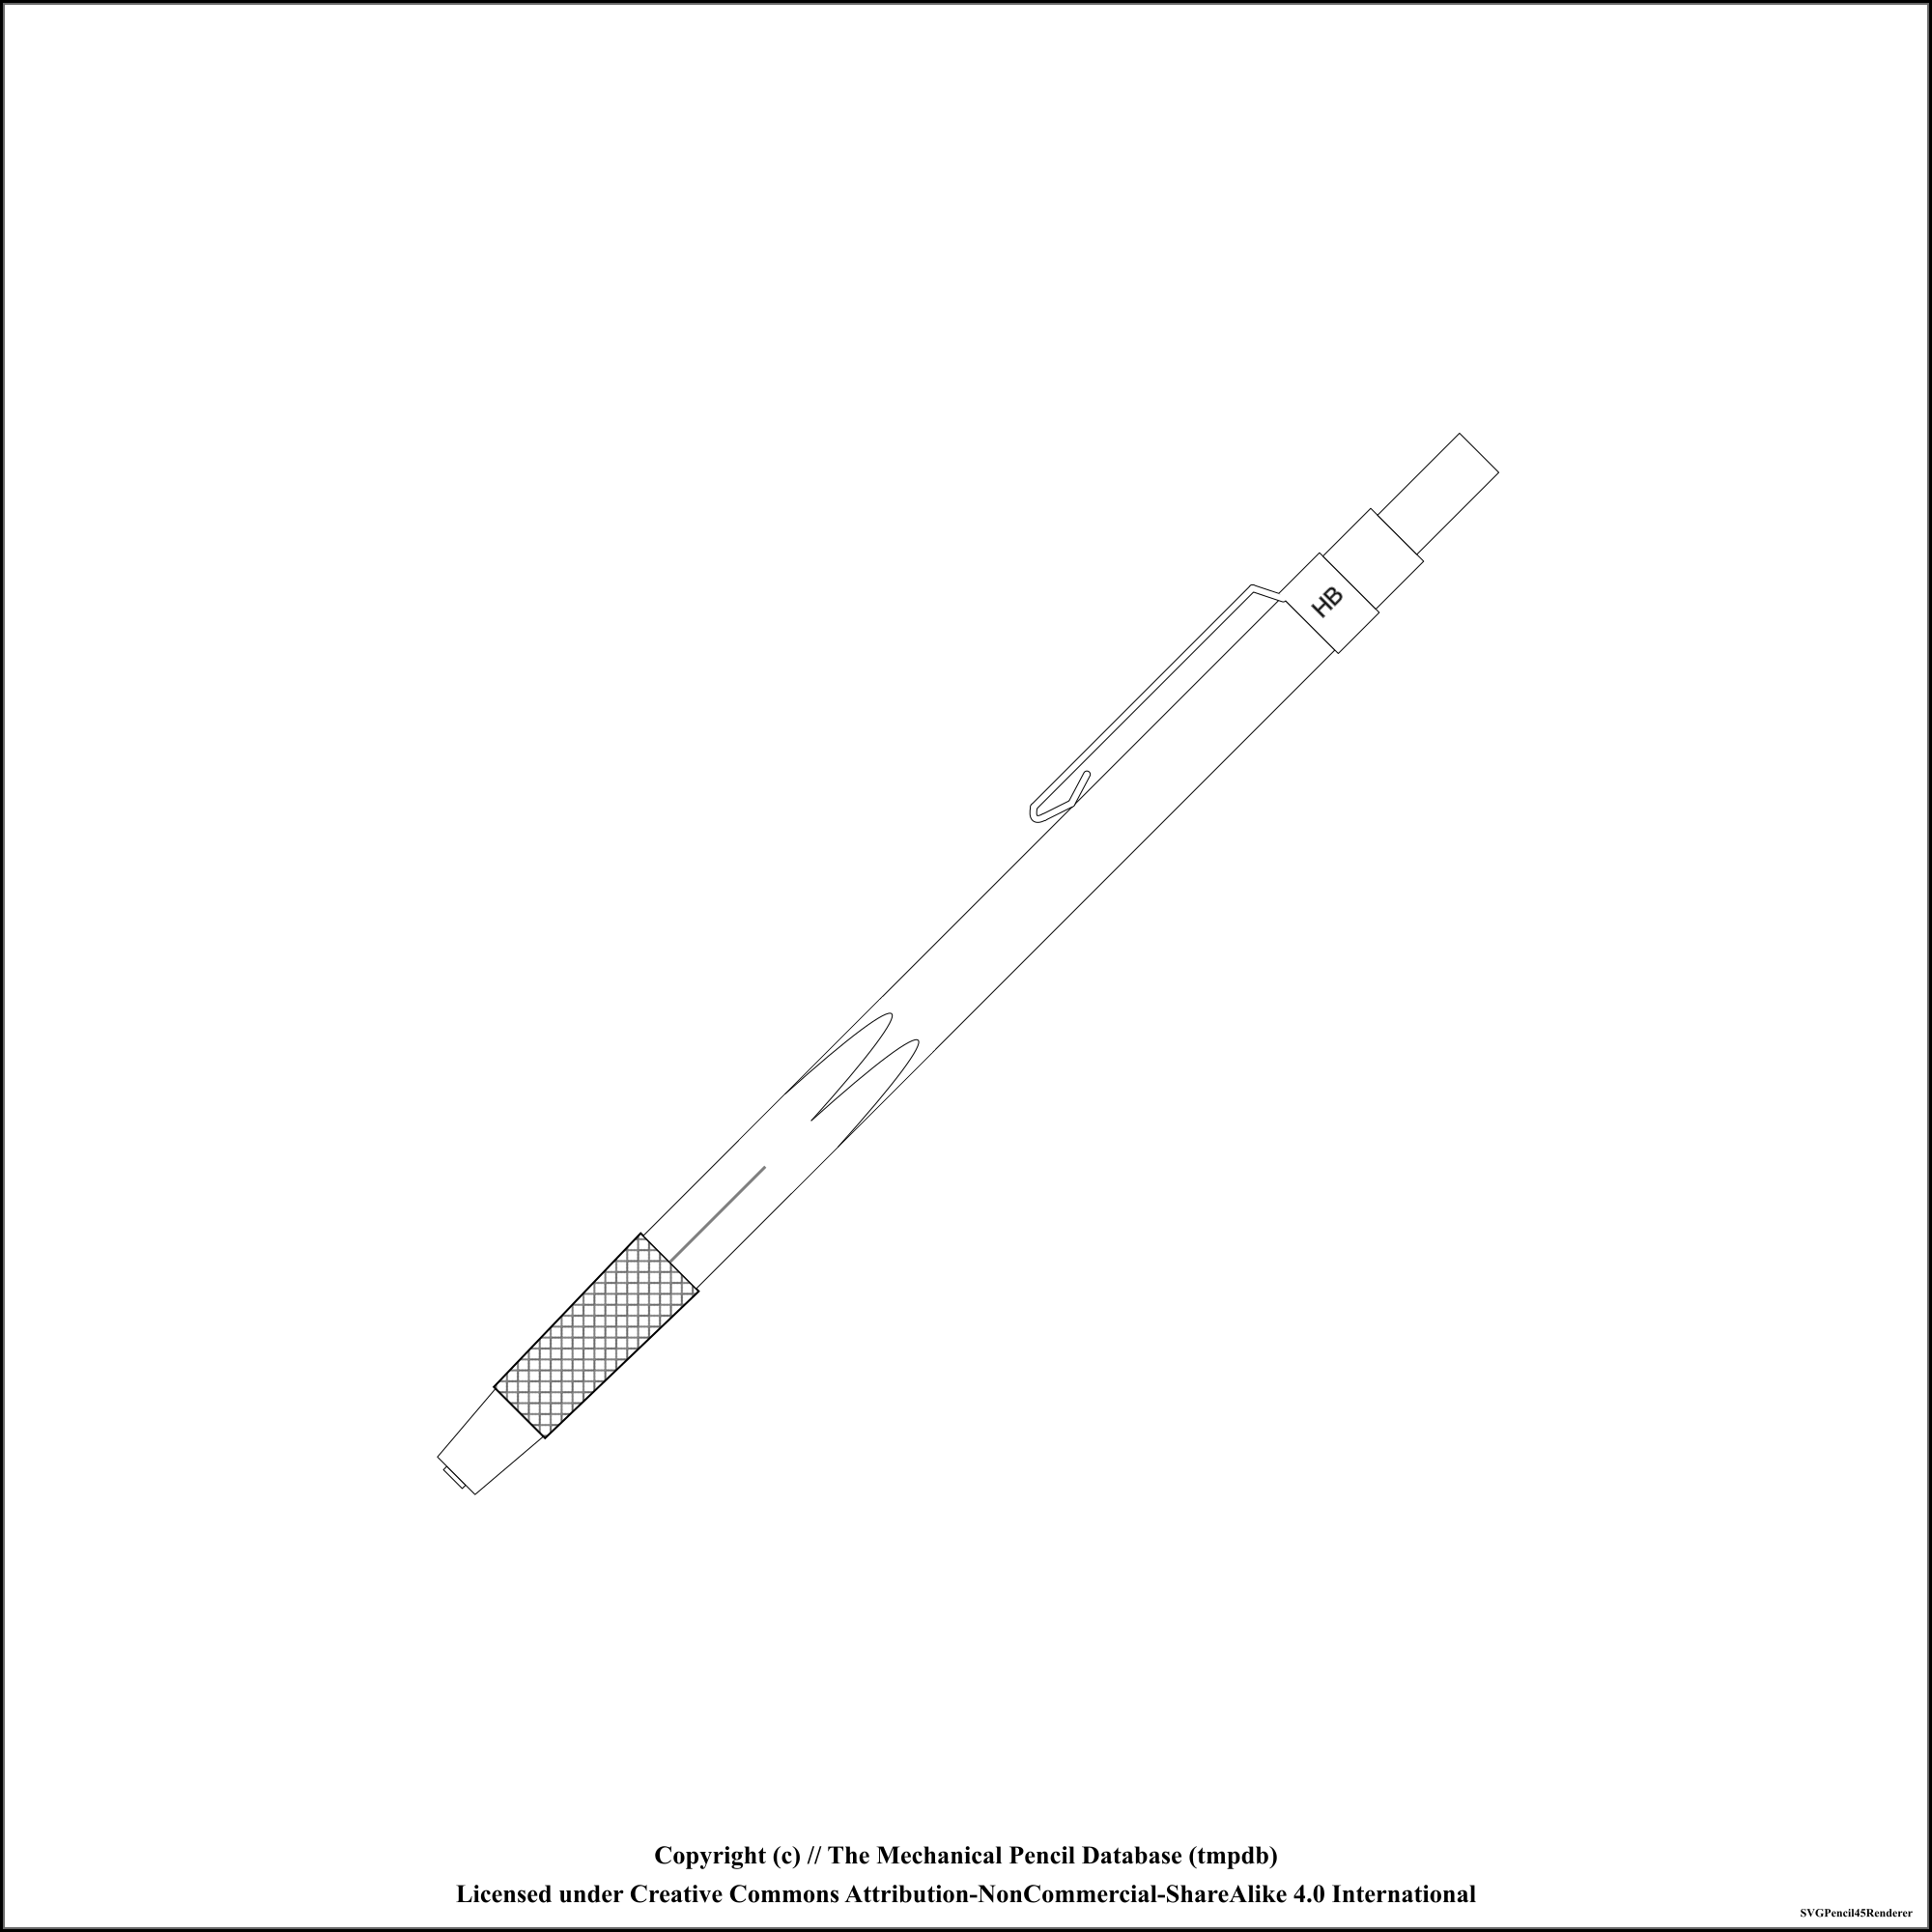 HB
Copyright (c) // The Mechanical Pencil Database (tmpdb)
Licensed under Creative Commons Attribution-NonCommercial-ShareAlike 4.0 International
SVGPencil45Renderer